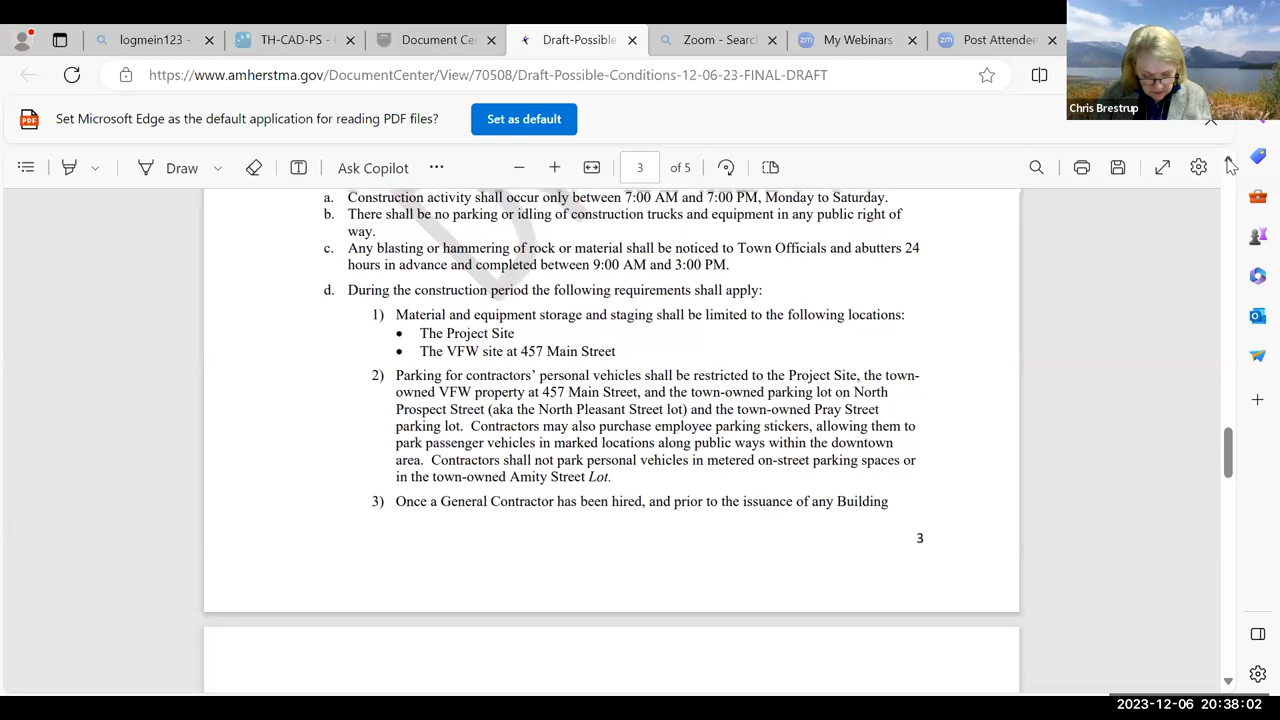 logmein123 -
TH-CAD-PS - (
Document Cen
Draft-Possible
Zoom - Search
My Webinars
Post Attendee
https://www.amherstma.gov/DocumentCenter/View/70508/Draft-Possible-Conditions-12-06-23-FINAL-DRAFT
Chris Brestrup
PDF
Set Microsoft Edge as the default application for reading PDF files?
Set as default
Draw
Ask Copilot
3
of 5
a. Construction activity shall occur only between 7:00 AM and 7:00 PM, Monday to Saturday.
b. There shall be no parking or idling of construction trucks and equipment in any public right of
way.
c. Any blasting or hammering of rock or material shall be noticed to Town Officials and abutters 24
hours in advance and completed between 9:00 AM and 3:00 PM.
d. During the construction period the following requirements shall apply:
1) Material and equipment storage and staging shall be limited to the following locations:
• The Project Site
• The VFW site at 457 Main Street
2) Parking for contractors’ personal vehicles shall be restricted to the Project Site, the town-
owned VFW property at 457 Main Street, and the town-owned parking lot on North
Prospect Street (aka the North Pleasant Street lot) and the town-owned Pray Street
parking lot. Contractors may also purchase employee parking stickers, allowing them to
park passenger vehicles in marked locations along public ways within the downtown
area. Contractors shall not park personal vehicles in metered on-street parking spaces or
in the town-owned Amity Street Lot.
3) Once a General Contractor has been hired, and prior to the issuance of any Building
3
2023-12-06 20:38:02